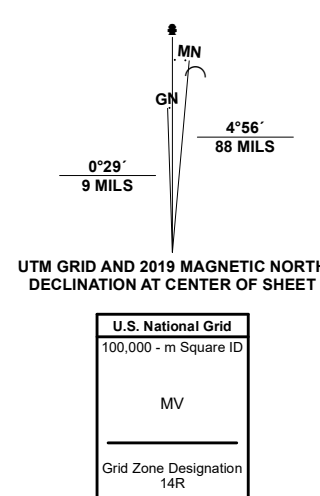 MN
GN
4°56´
88 MILS
0°29´
9 MILS
UTM GRID AND 2019 MAGNETIC NORTH
DECLINATION AT CENTER OF SHEET
U.S. National Grid
100,000 - m Square ID
MV
Grid Zone Designation
14R